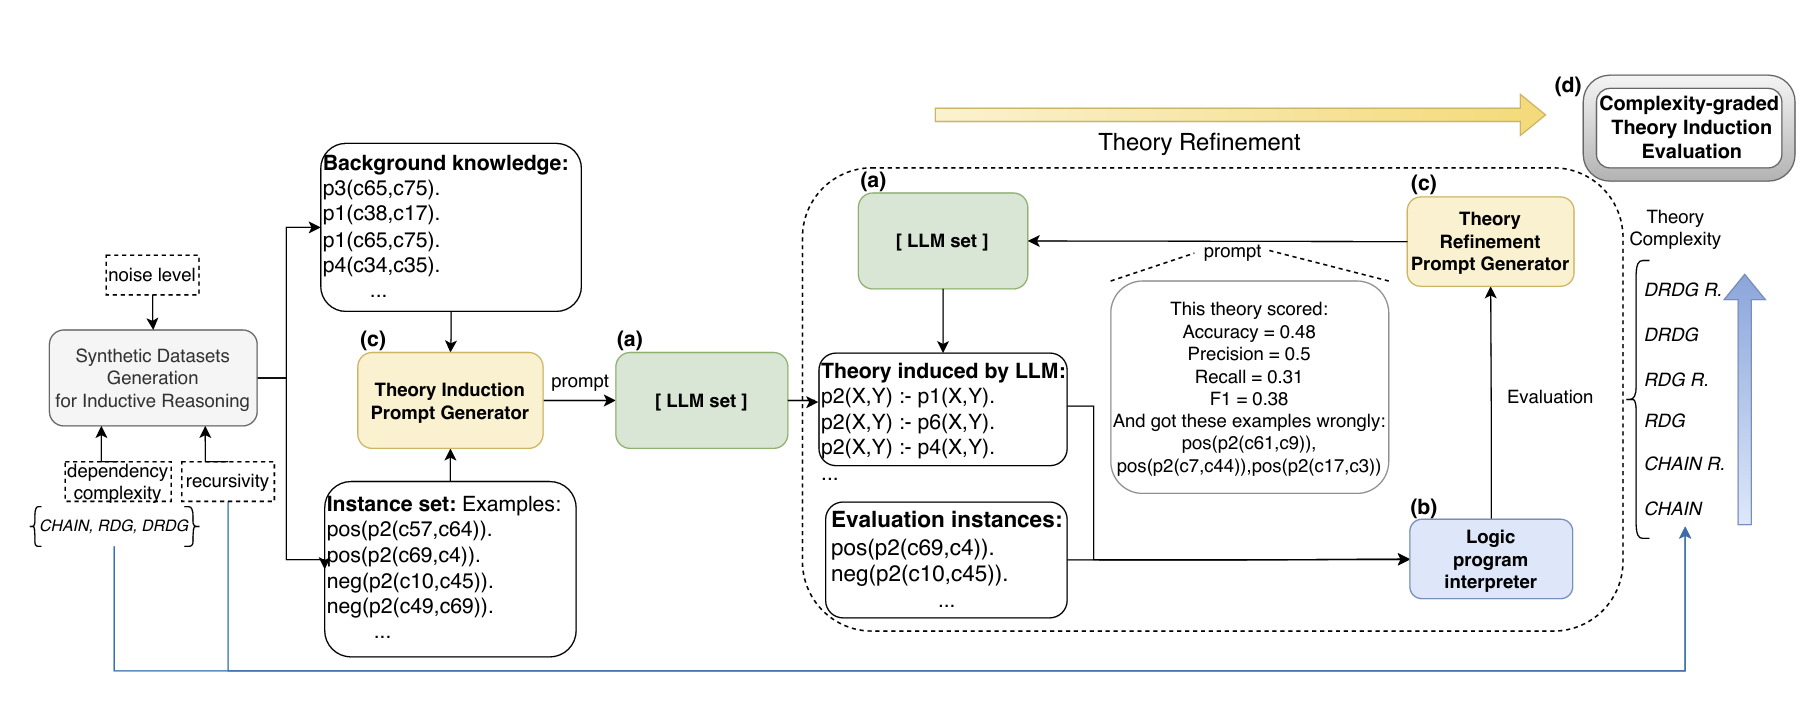 noise level
Synthetic Datasets
Generation
for Inductive Reasoning
dependency
complexity
recursivity
CHAIN, RDG, DRDG
Background knowledge:
p3(c65,c75).
p1(c38,c17).
p1(c65,c75).
p4(c34,c35).
...
(c)
Theory Induction
Prompt Generator
Instance set: Examples:
pos(p2(c57,c64)).
pos(p2(c69,c4)).
neg(p2(c10,c45)).
neg(p2(c49,c69)).
...
prompt
(a)
[ LLM set ]
Theory Refinement
(a)
[ LLM set ]
Theory induced by LLM:
p2(X,Y) :- p1(X,Y).
p2(X,Y) :- p6(X,Y).
p2(X,Y) :- p4(X,Y).
...
Evaluation instances:
pos(p2(c69,c4)).
neg(p2(c10,c45)).
...
prompt
This theory scored:
Accuracy = 0.48
Precision = 0.5
Recall = 0.31
F1 = 0.38
And got these examples wrongly:
pos(p2(c61,c9)),
pos(p2(c7,c44)),pos(p2(c17,c3))
(c)
Theory
Refinement
Prompt Generator
Evaluation
(b)
Logic
program
interpreter
(d)
Complexity-graded
Theory Induction
Evaluation
Theory
Complexity
DRDG R.
DRDG
RDG R.
RDG
CHAIN R.
CHAIN